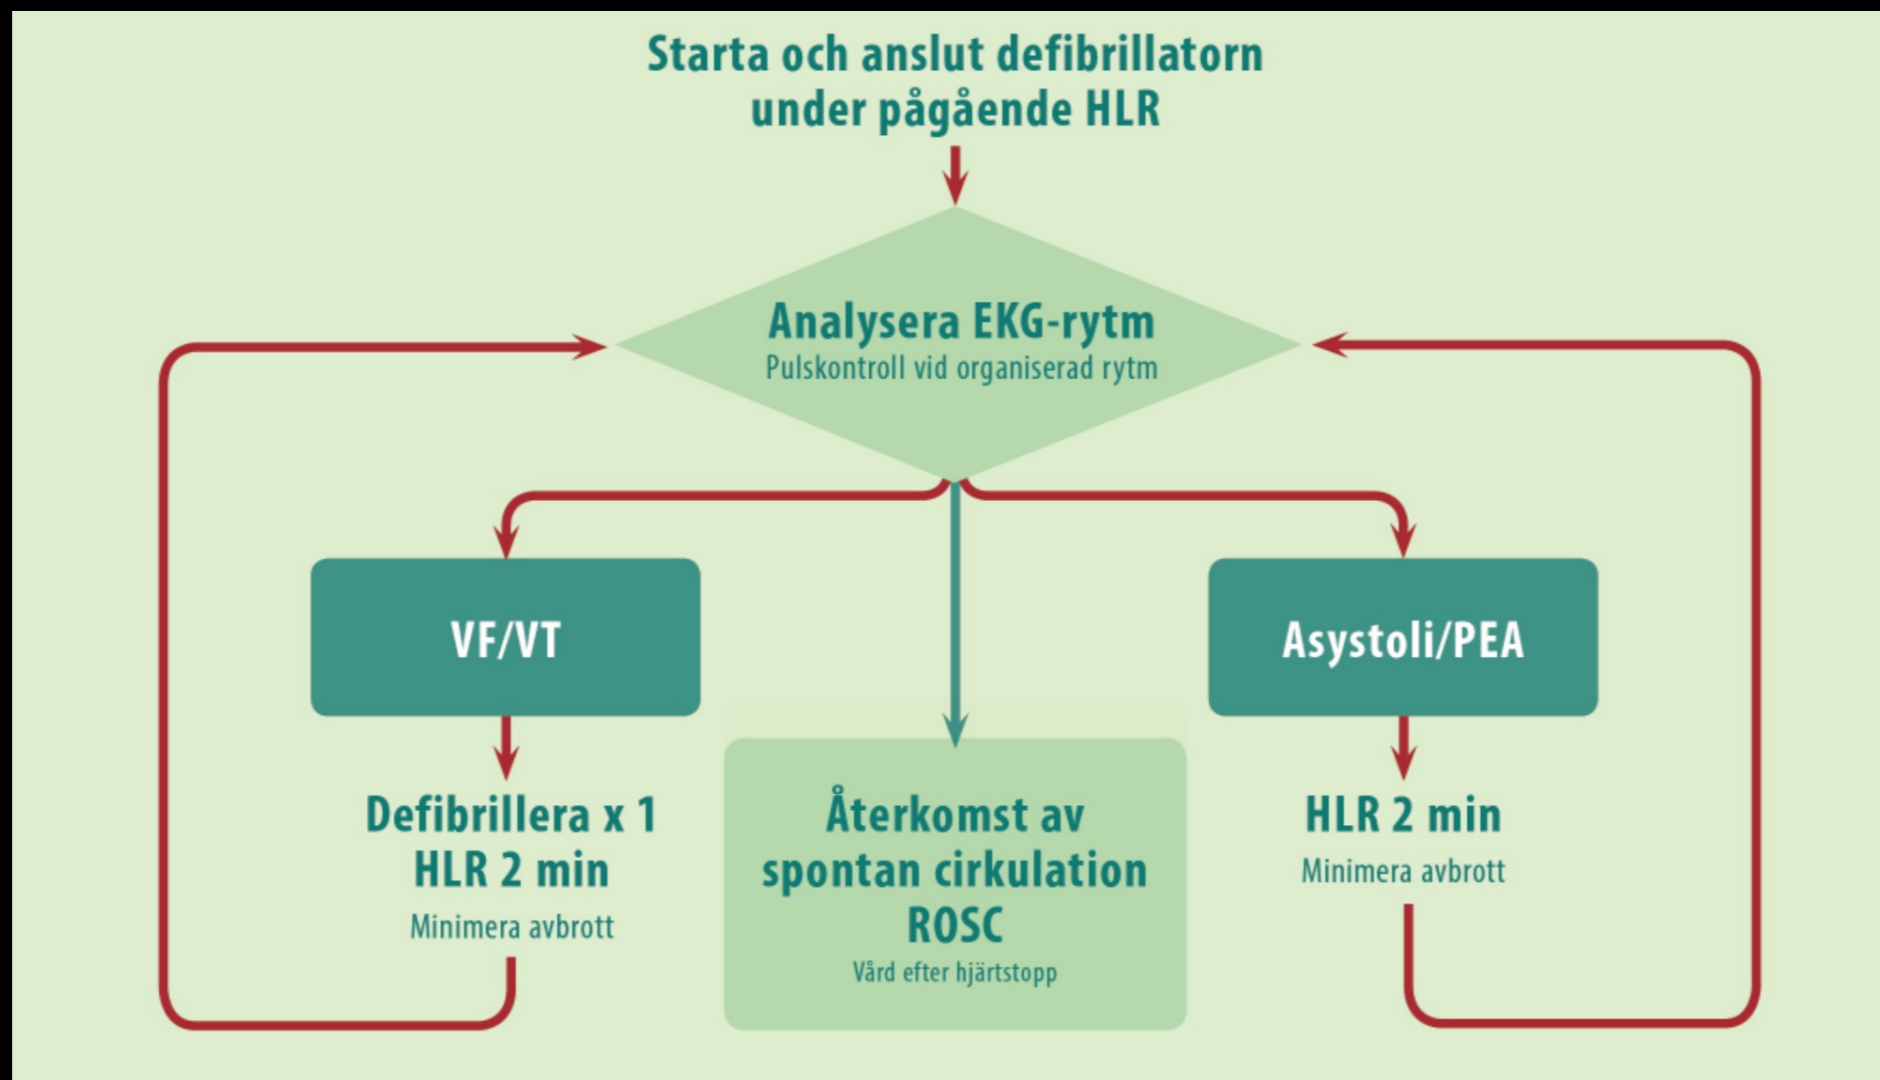 Starta och anslut defibrillatorn
under pågående HLR
Analysera EKG-rytm
Pulskontroll vid organiserad rytm
VF/VT
Defibrillera x 1
HLR 2 min
Minimera avbrott
Återkomst av
spontan cirkulation
ROSC
Vård efter hjärtstopp
Asystoli/PEA
HLR 2 min
Minimera avbrott